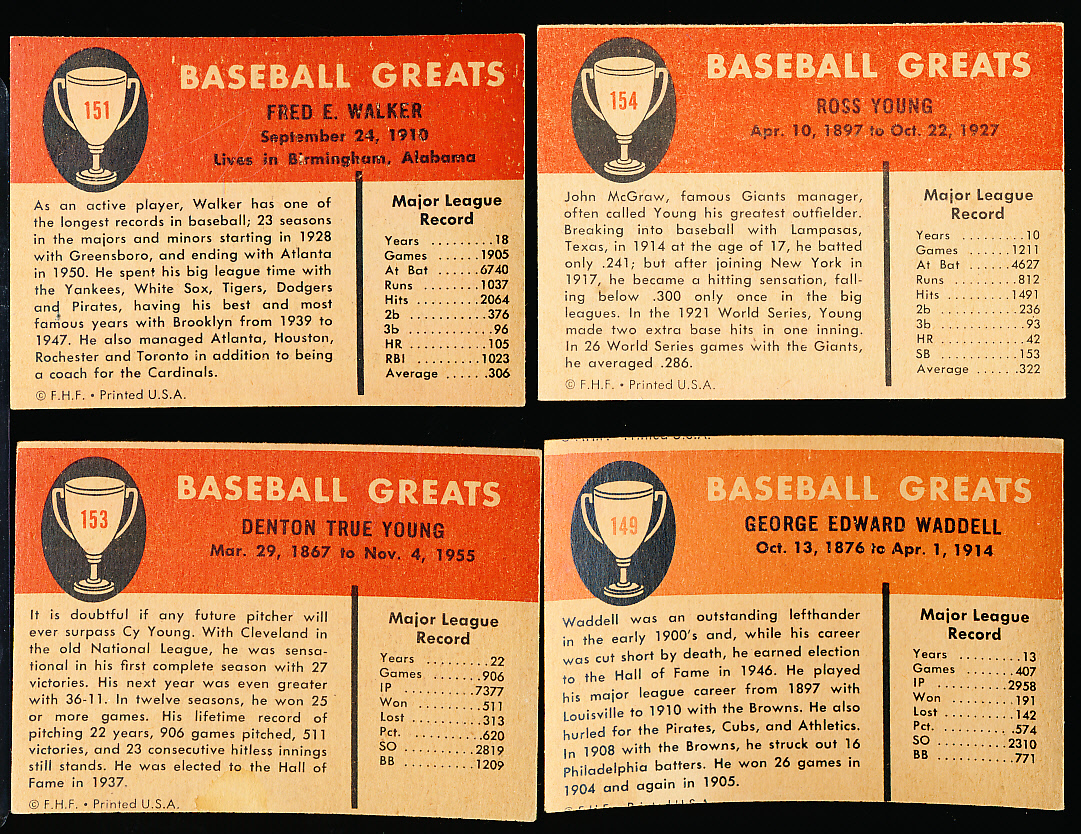 151
BASEBALL GREATS
FRED E. WALKER
September 24, 1910
Lives in Birmingham, Alabama
As an active player, Walker has one of
the longest records in baseball; 23 seasons
in the majors and minors starting in 1928
with Greensboro, and ending with Atlanta
in 1950. He spent his big league time with
the Yankees, White Sox, Tigers, Dodgers
and Pirates, having his best and most
famous years with Brooklyn from 1939 to
1947. He also managed Atlanta, Houston,
Rochester and Toronto in addition to being
a coach for the Cardinals.
© F.H.F. • Printed U.S.A.
Major League
Record
Years .........18
Games ......1905
At Bat ......6740
Runs ........1037
Hits .........2064
2b ...........376
3b ............96
HR ...........105
RBI .........1023
Average ......306
154
BASEBALL GREATS
ROSS YOUNG
Apr. 10, 1897 to Oct. 22, 1927
John McGraw, famous Giants manager,
often called Young his greatest outfielder.
Breaking into baseball with Lampasas,
Texas, in 1914 at the age of 17, he batted
only .241; but after joining New York in
1917, he became a hitting sensation, fall-
ing below .300 only once in the big
leagues. In the 1921 World Series, Young
made two extra base hits in one inning.
In 26 World Series games with the Giants,
he averaged .286.
© F.H.F. • Printed U.S.A.
Major League
Record
Years .........10
Games .......1211
At Bat .......4627
Runs .........812
Hits .........1491
2b ...........236
3b ............93
HR ............42
SB ...........153
Average ......322
153
BASEBALL GREATS
DENTON TRUE YOUNG
Mar. 29, 1867 to Nov. 4, 1955
It is doubtful if any future pitcher will
ever surpass Cy Young. With Cleveland in
the old National League, he was sensa-
tional in his first complete season with 27
victories. His next year was even greater
with 36-11. In twelve seasons, he won 25
or more games. His lifetime record of
pitching 22 years, 906 games pitched, 511
victories, and 23 consecutive hitless innings
still stands. He was elected to the Hall of
Fame in 1937.
© F.H.F. • Printed U.S.A.
Major League
Record
Years .........22
Games ........906
IP ...........7377
Won .........511
Lost ..........313
Pct. .........620
SO .........2819
BB ..........1209
149
BASEBALL GREATS
GEORGE EDWARD WADDELL
Oct. 13, 1876 to Apr. 1, 1914
Waddell was an outstanding lefthander
in the early 1900's and, while his career
was cut short by death, he earned election
to the Hall of Fame in 1946. He played
his major league career from 1897 with
Louisville to 1910 with the Browns. He also
hurled for the Pirates, Cubs, and Athletics.
In 1908 with the Browns, he struck out 16
Philadelphia batters. He won 26 games in
1904 and again in 1905.
Major League
Record
Years .........13
Games .......407
IP ...........2958
Won .........191
Lost ..........142
Pct. .........574
SO ..........2310
BB ...........771